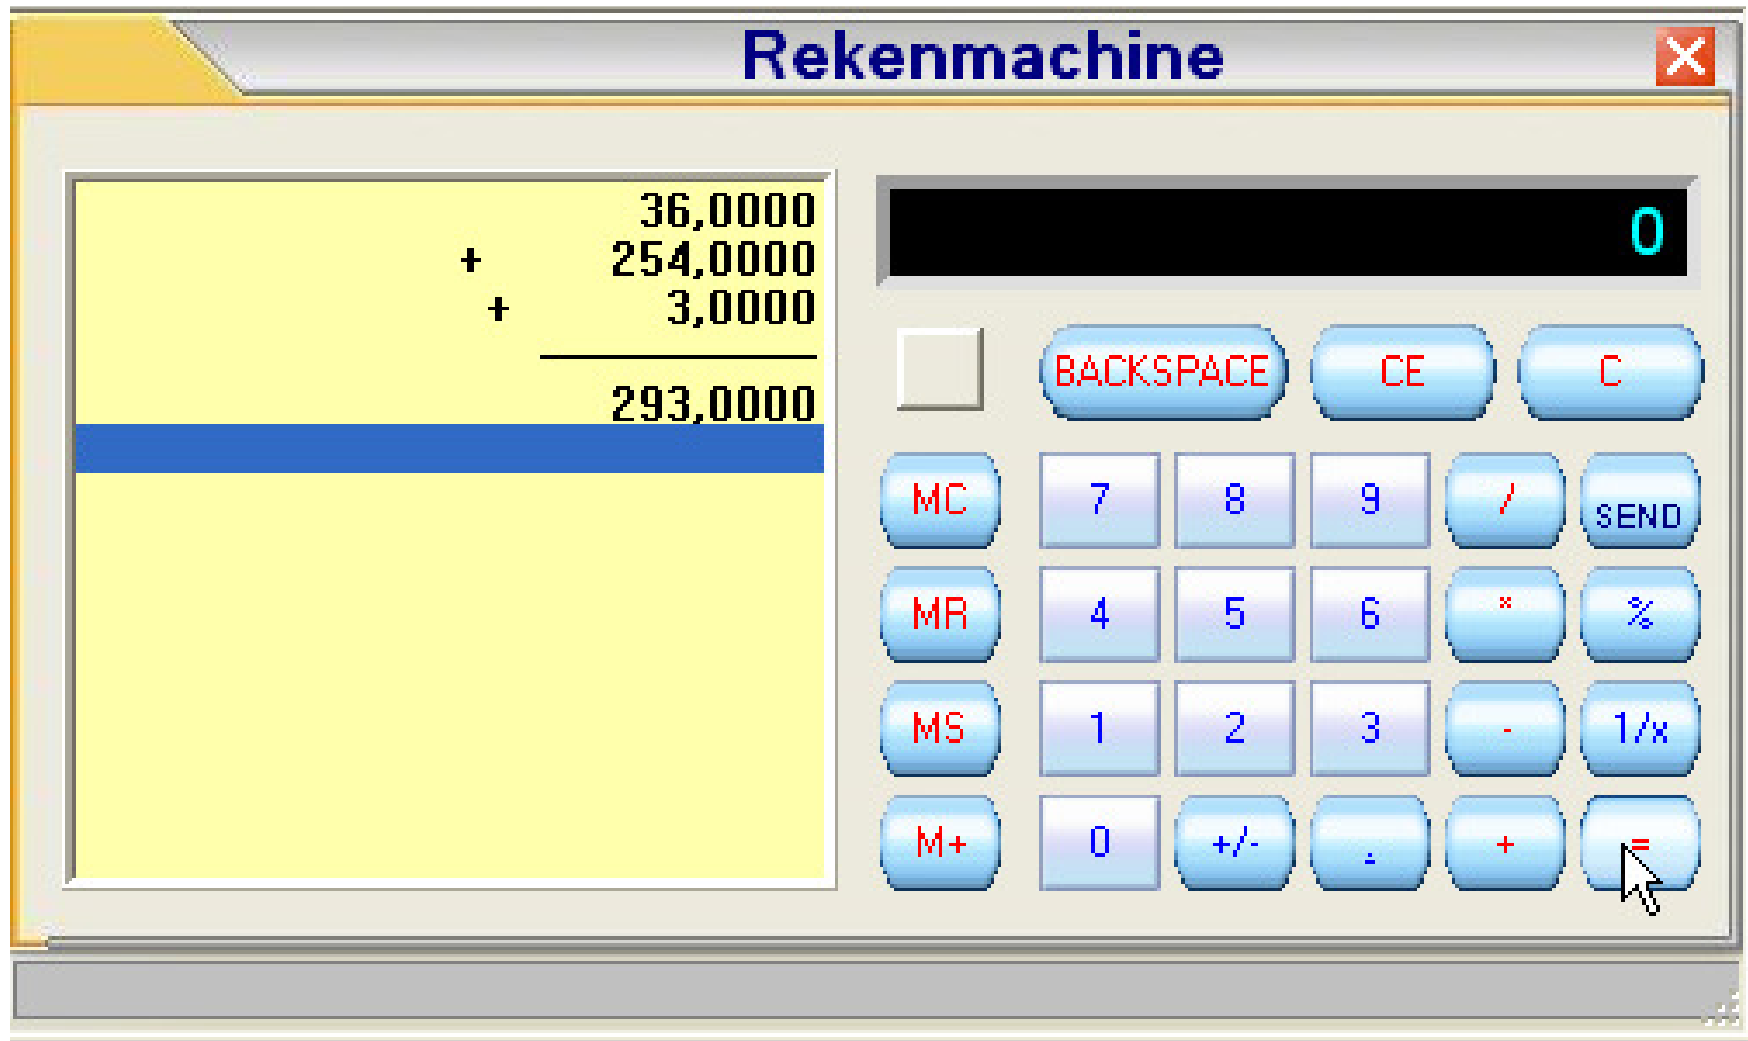 Rekenmachine
36,0000
+ 254,0000
+ 3,0000
293,0000
0
BACKSPACE CE C
MC 7 8 9 / SEND
MR 4 5 6 * %
MS 1 2 3 - 1/x
M+ 0 +/- . + =